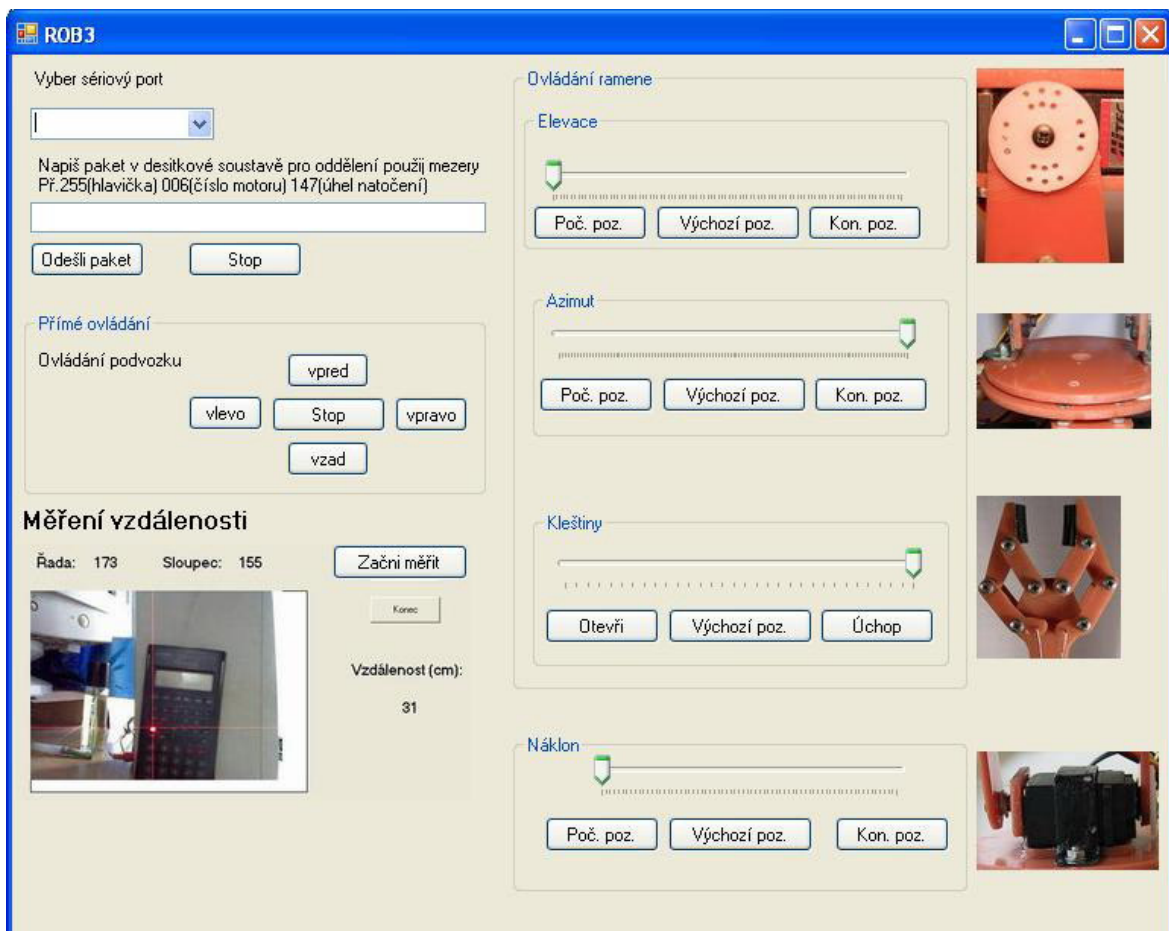 ROB3
Vyber sériový port
Napiš paket v desitkové soustavě pro oddělení použij mezery
Př.255(hlavička) 006(číslo motoru) 147(úhel natočení)
Odešli paket
Stop
Přímé ovládání
Ovládání podvozku
vpred
vlevo
Stop
vpravo
vzad
Měření vzdálenosti
Řada: 173 Sloupec: 155
Začni měřit
Konec
Vzdálenost (cm):
31
Ovládání ramene
Elevace
Poč. poz.
Výchozí poz.
Kon. poz.
Azimut
Poč. poz.
Výchozí poz.
Kon. poz.
Kleštiny
Otevři
Výchozí poz.
Úchop
Náklon
Poč. poz.
Výchozí poz.
Kon. poz.